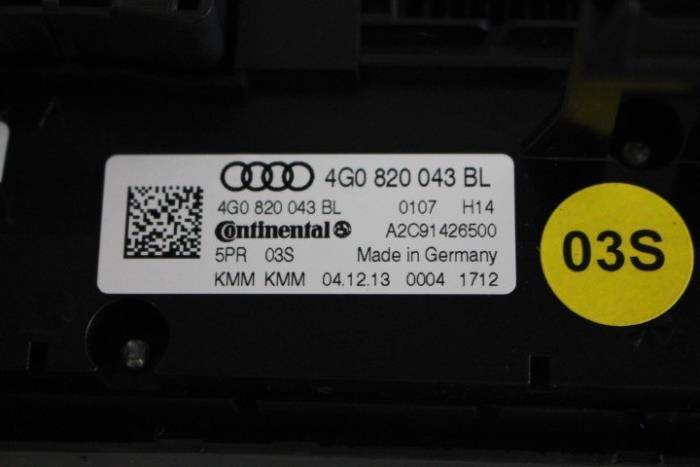 4G0 820 043 BL
4G0 820 043 BL 0107 H14
Continental A2C91426500
5PR 03S Made in Germany
KMM KMM 04.12.13 0004 1712
03S